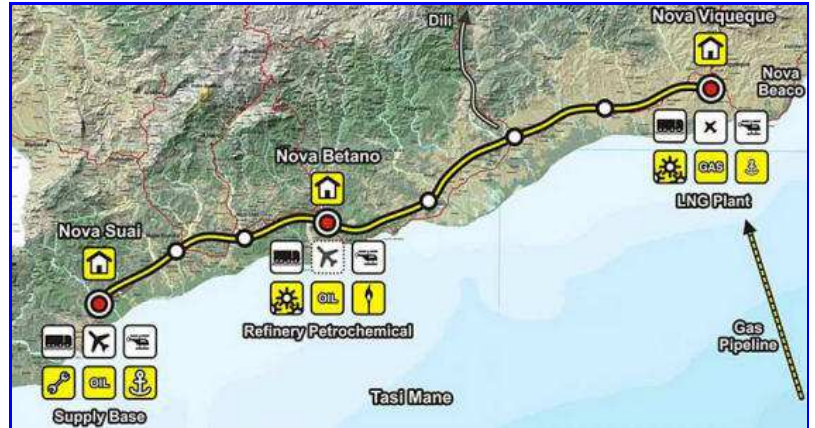 Nova Viqueque
Dili
Nova
Beaco
Nova Betano
GAS
LNG Plant
Nova Suai
OIL
Refinery Petrochemical
Gas
Pipeline
OIL
Supply Base
Tasi Mane